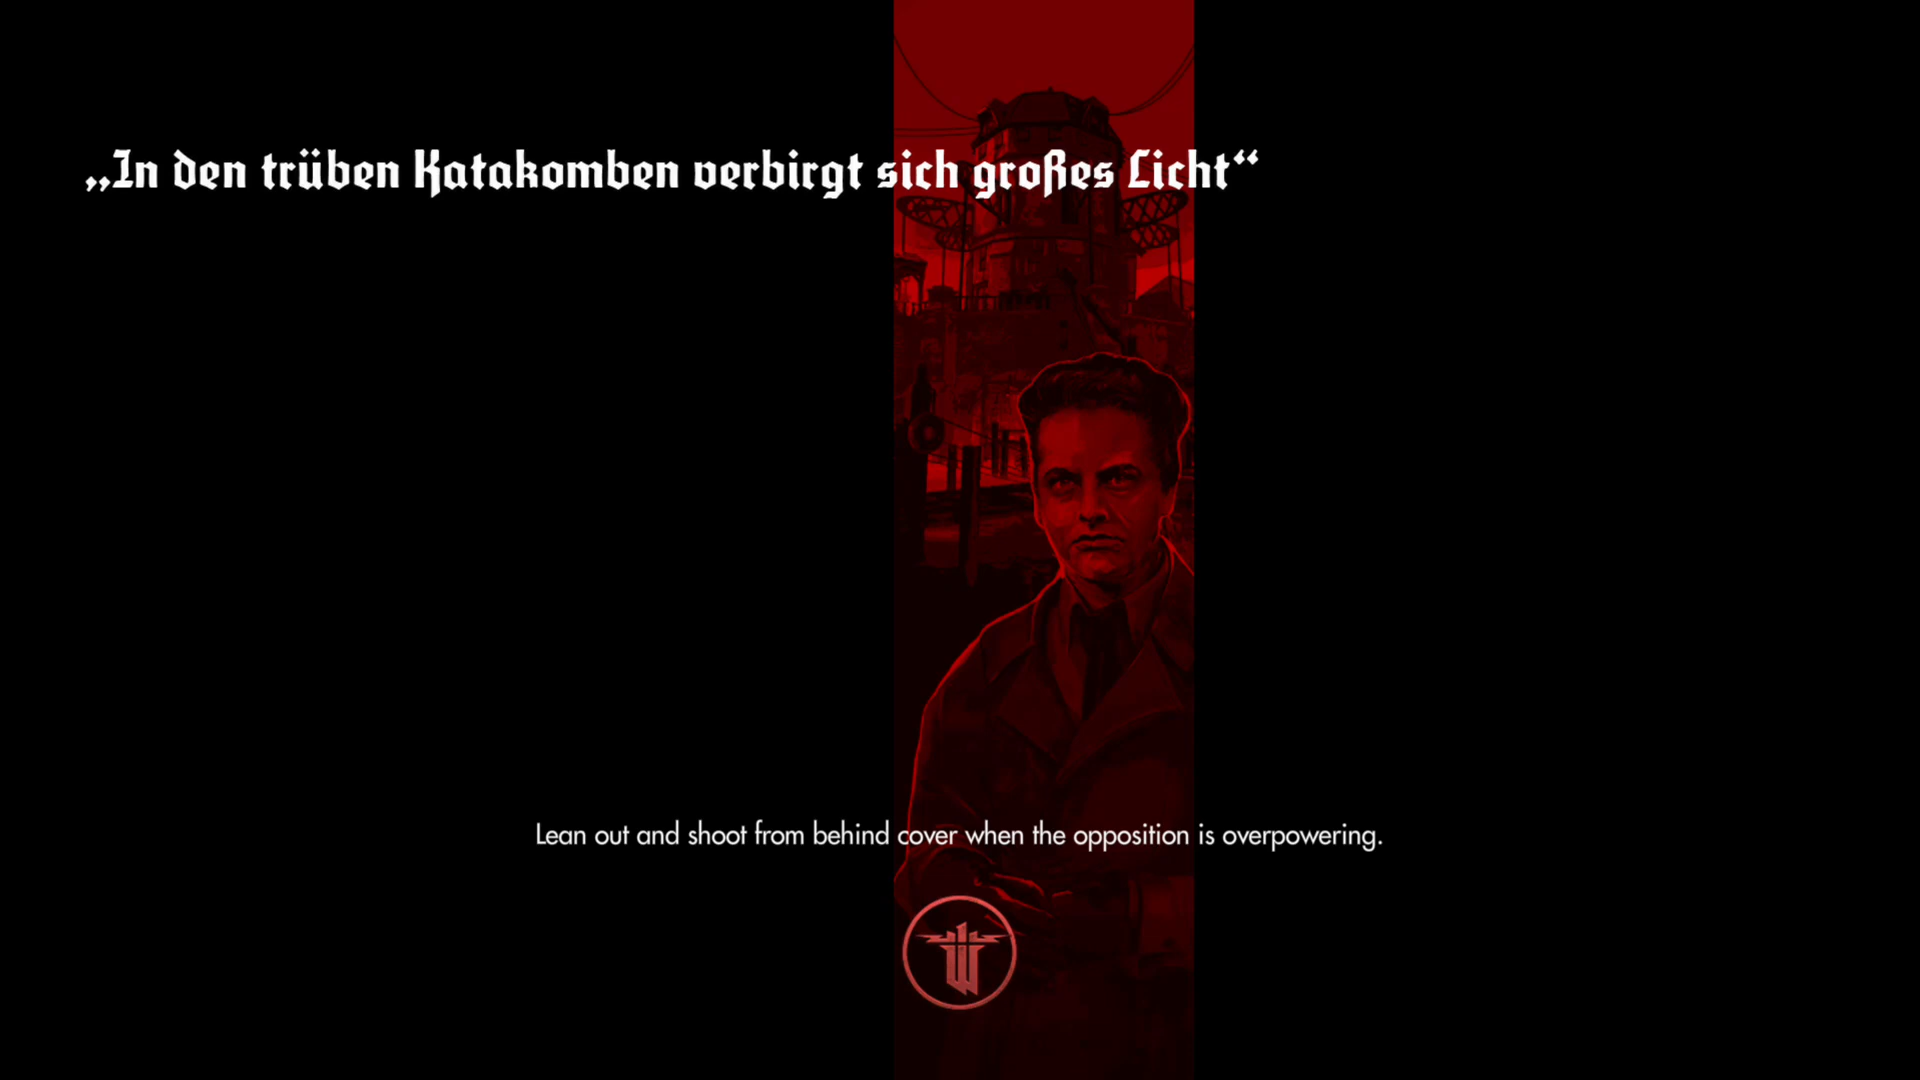 „In den trüben Katakomben verbirgt sich großes Licht“
Lean out and shoot from behind cover when the opposition is overpowering.